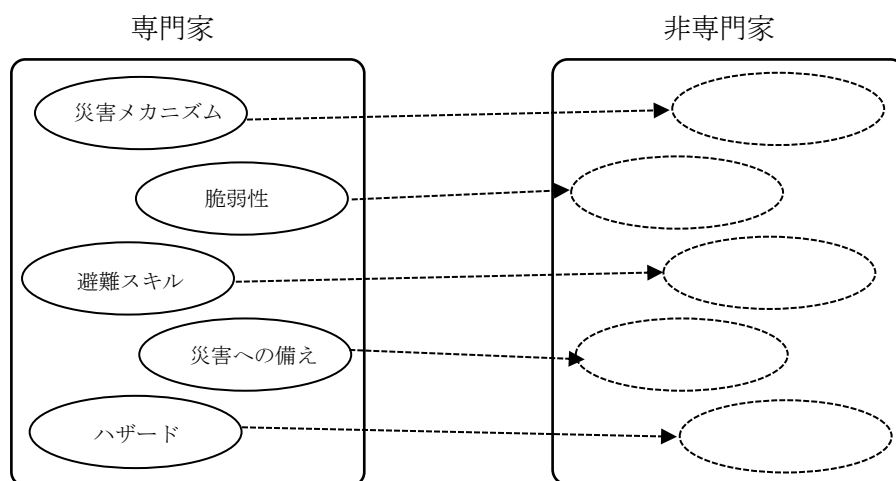 専門家
非専門家
災害メカニズム
脆弱性
避難スキル
災害への備え
ハザード